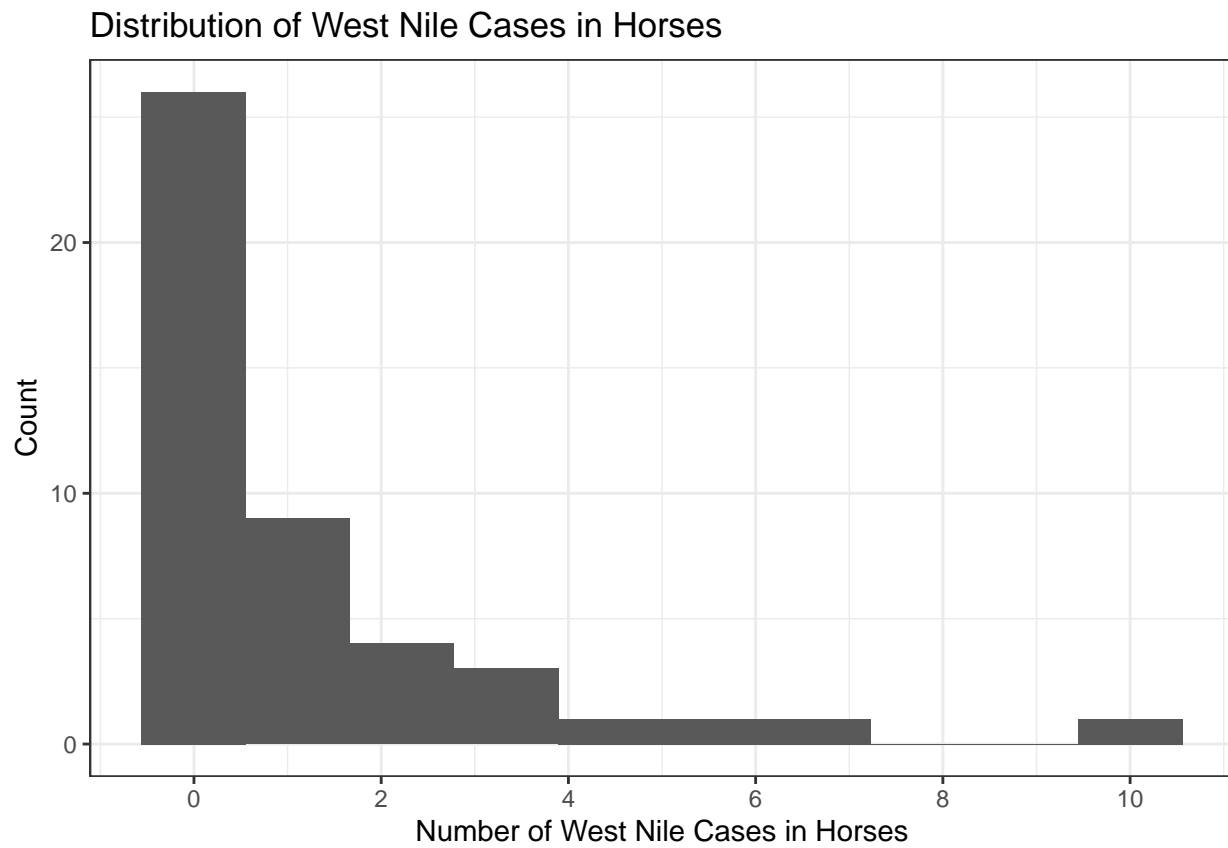 Distribution of West Nile Cases in Horses
20
10
0
Count
0 2 4 6 8 10
Number of West Nile Cases in Horses